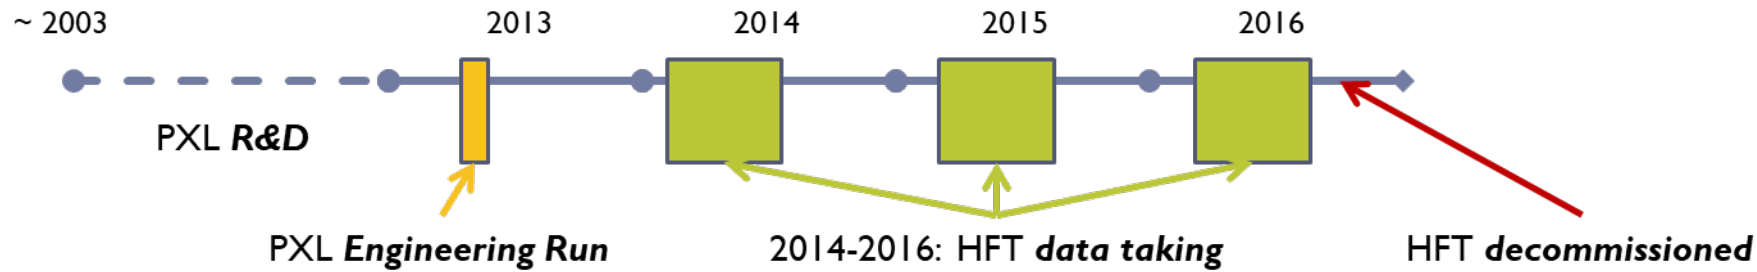 ~ 2003
2013
2014
2015
2016
PXL R&D
PXL Engineering Run
2014-2016: HFT data taking
HFT decommissioned